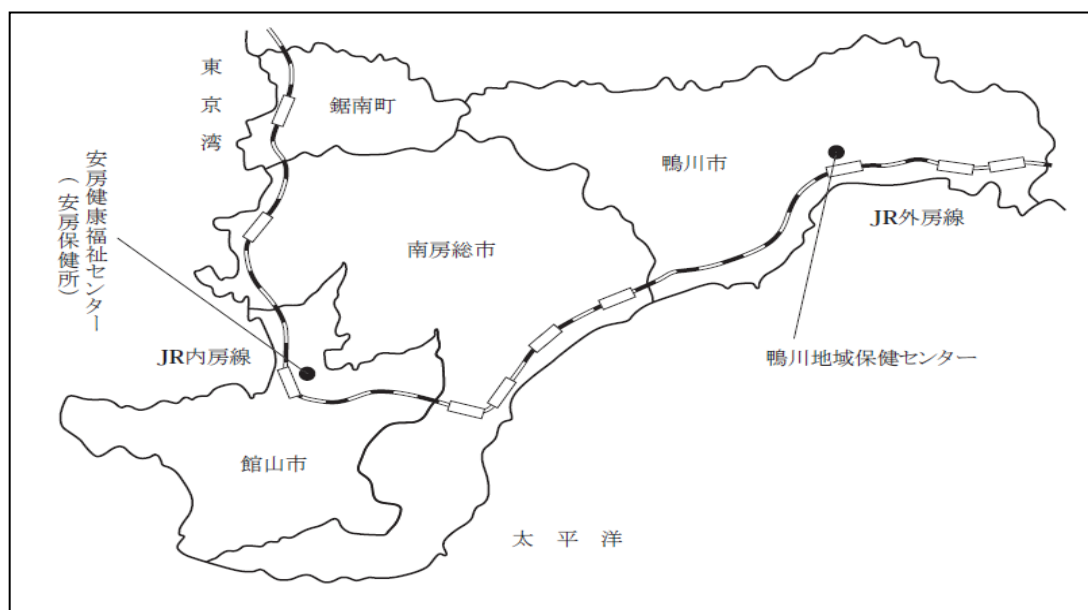 東京湾
鋸南町
鴨川市
安房健康福祉センター
（安房保健所）
南房総市
JR外房線
JR内房線
鴨川地域保健センター
館山市
太平洋